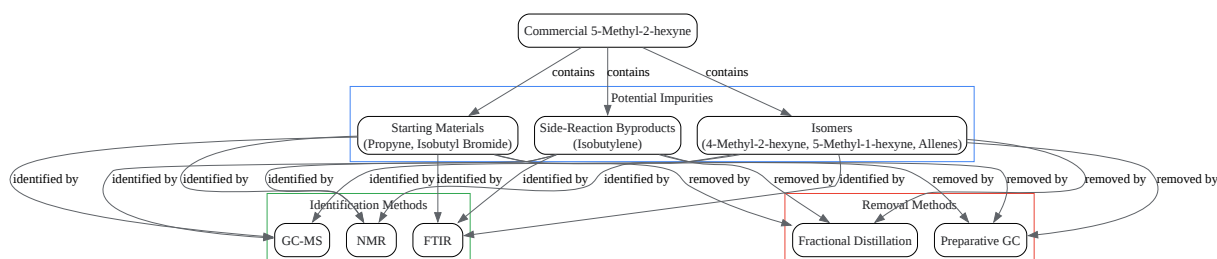 Commercial 5-Methyl-2-hexyne
contains
contains
contains
Potential Impurities
Starting Materials
(Propyne, Isobutyl Bromide)
Side-Reaction Byproducts
(Isobutylene)
Isomers
(4-Methyl-2-hexyne, 5-Methyl-1-hexyne, Allenes)
identified by
identified by
identified by
identified by
identified by
identified by
identified by
identified by
removed by
removed by
identified by
removed by
removed by
removed by
removed by
Identification Methods
Removal Methods
GC-MS
NMR
FTIR
Fractional Distillation
Preparative GC